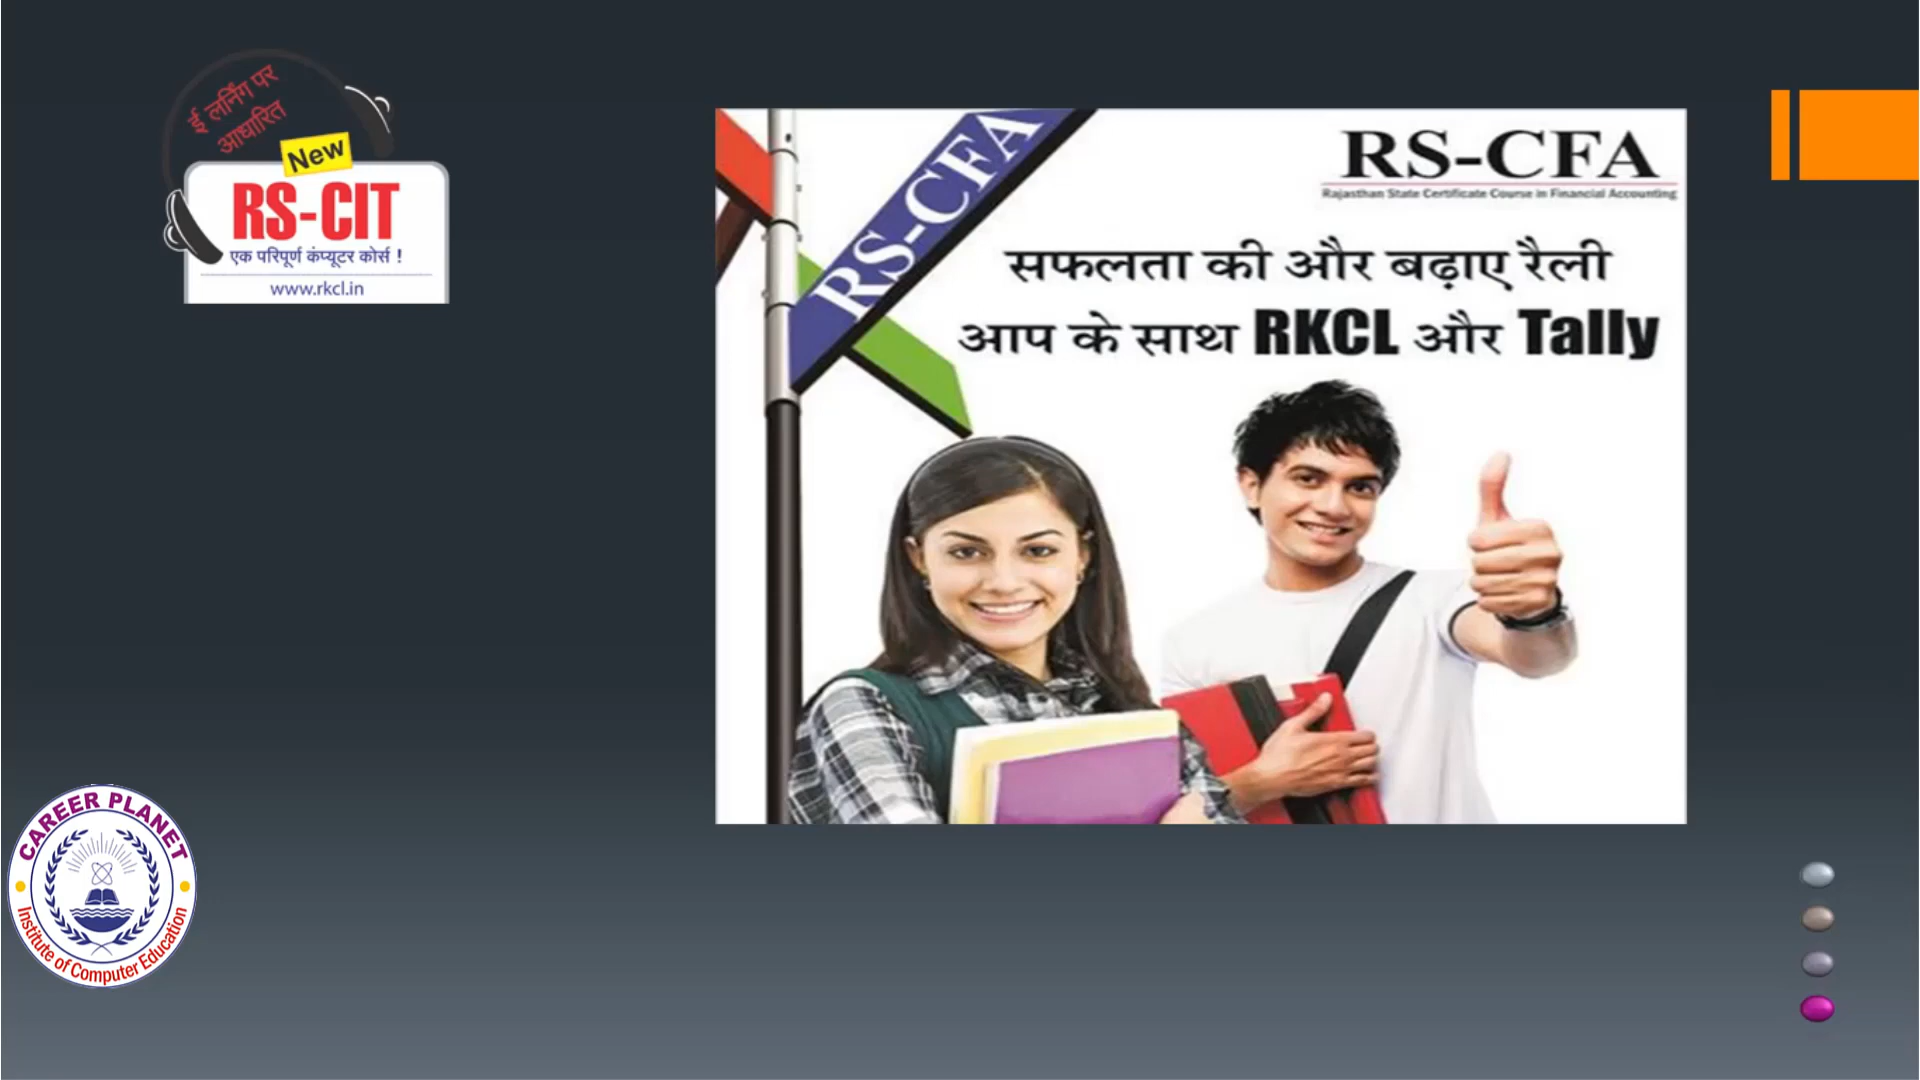 ई लर्निंग पर
आधारित
New
RS-CIT
एक परिपूर्ण कंप्यूटर कोर्स !
www.rkcl.in
RS-CFA
RS-CFA
Rajasthan State Certificate Course in Financial Accounting
सफलता की और बढ़ाए रैली
आप के साथ RKCL और Tally
CAREER PLANET
Institute of Computer Education